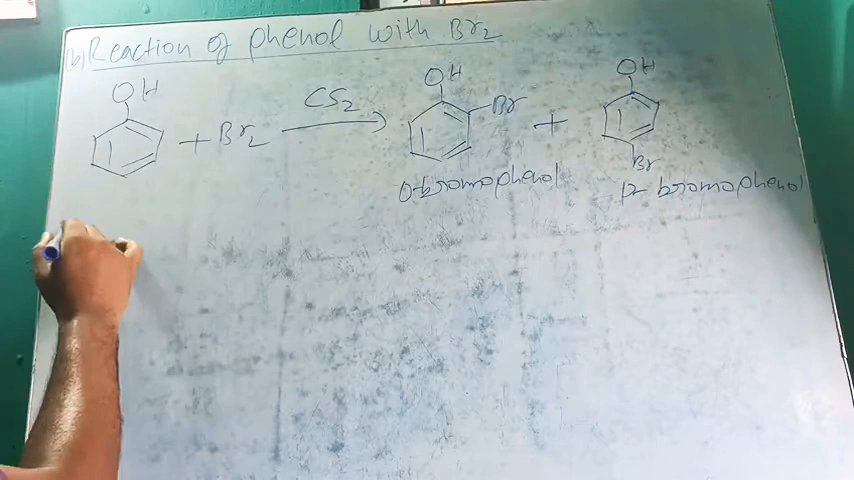 (b) Reaction of phenol with Br2
OH + Br2 CS2 OH Br + OH Br
o-bromophenol p-bromophenol